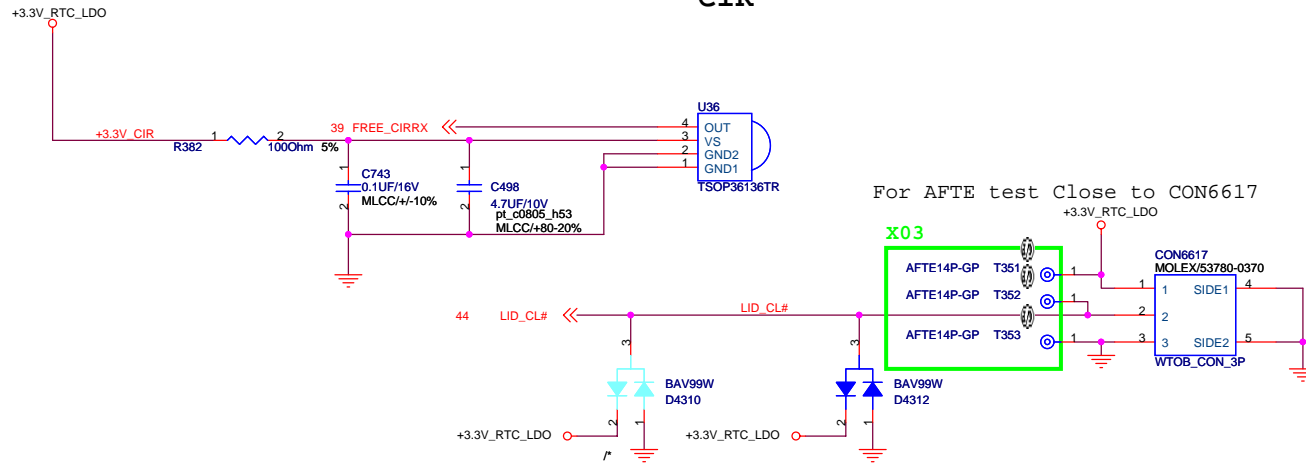 CIR
+3.3V_RTC_LDO
+3.3V_CIR
1
2
R382
100Ohm
5%
39 FREE_CIRRX
U36
4
3
2
1
OUT
VS
GND2
GND1
TSOP36136TR
1
C743
0.1UF/16V
MLCC/+/-10%
2
1
C498
4.7UF/10V
pt_c0805_h53
MLCC/+80-20%
2
For AFTE test Close to CON6617
+3.3V_RTC_LDO
X03
AFTE14P-GP T351 1
AFTE14P-GP T352 1
AFTE14P-GP T353 1
CON6617
MOLEX/53780-0370
1 1 SIDE1 4
2 2
3 3 SIDE2 5
WTOB_CON_3P
44 LID_CL#
LID_CL#
3
BAV99W
D4310
2 1
+3.3V_RTC_LDO
/*
3
BAV99W
D4312
2 1
+3.3V_RTC_LDO